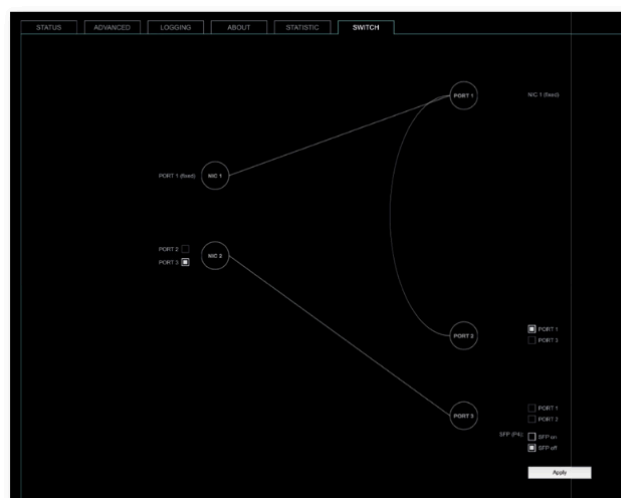 STATUS ADVANCED LOGGING ABOUT STATISTIC SWITCH
PORT 1 NIC 1 (fixed)
PORT 1 (fixed) NIC 1
PORT 2
NIC 2
PORT 3
PORT 1
PORT 2
PORT 3
PORT 1
PORT 3
PORT 2
SFP (P4)
SFP on
SFP off
Apply